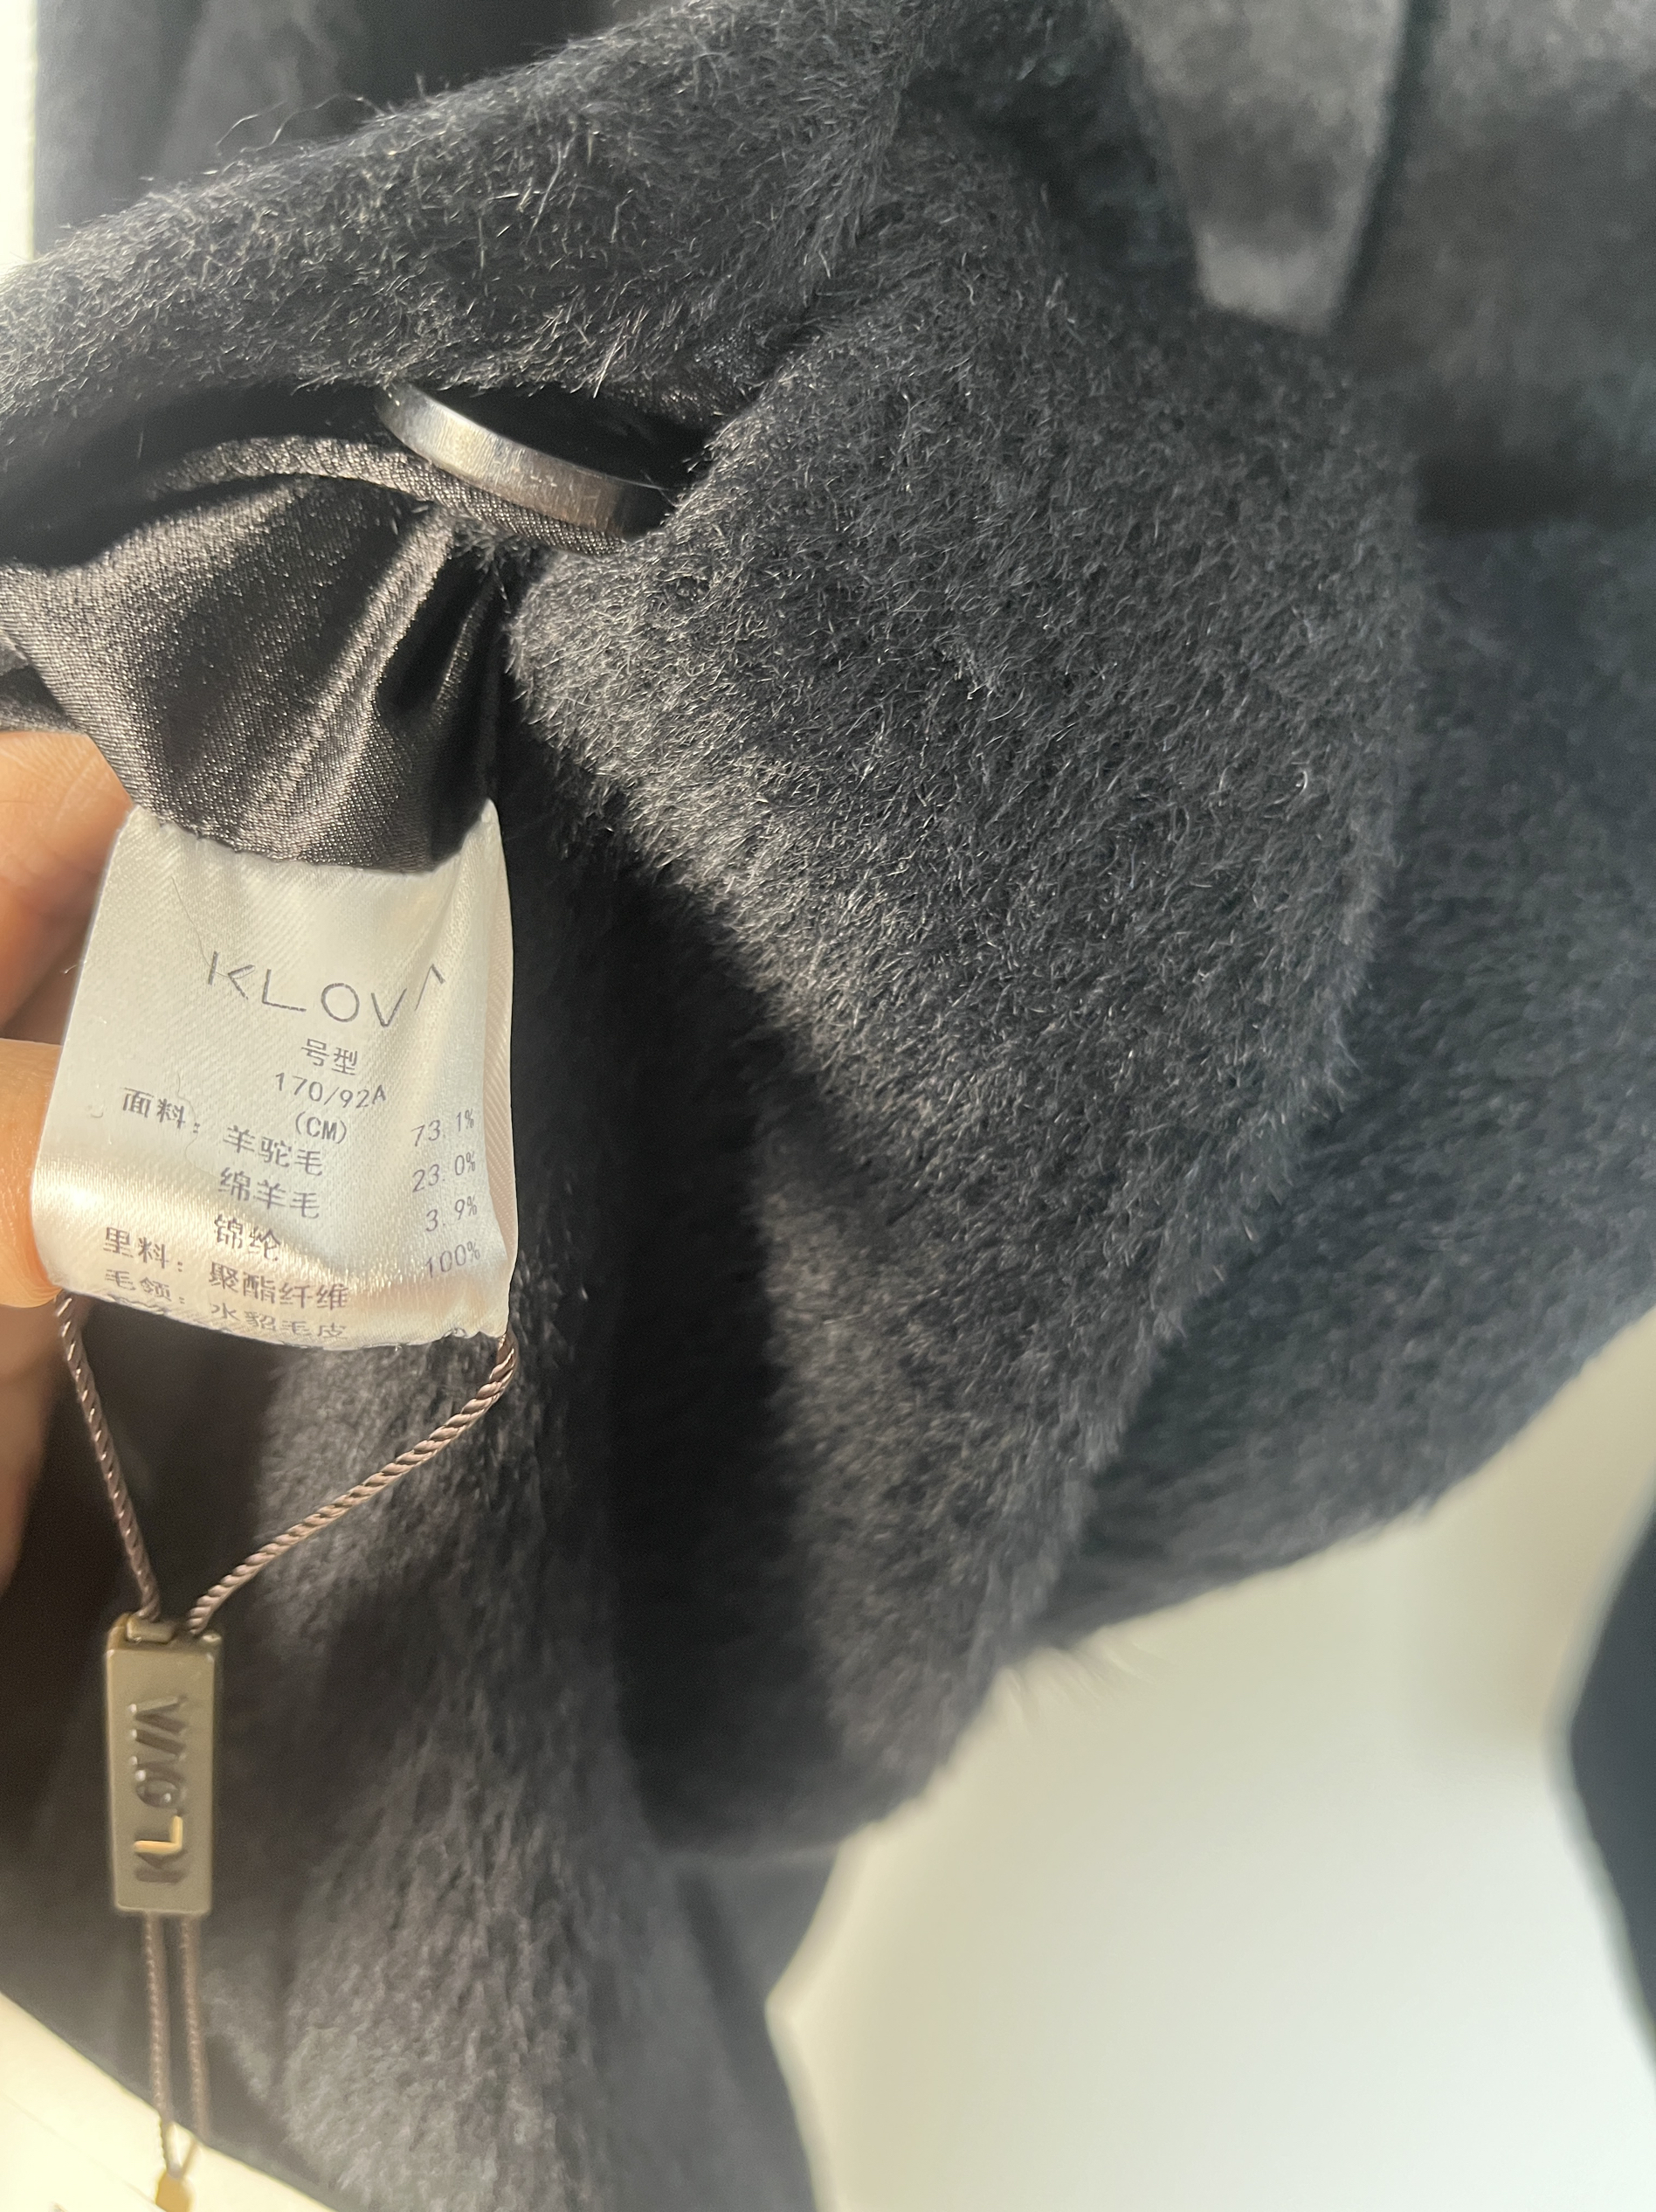 KLOVA
号型
170/92A
(CM)
面料：羊驼毛 73.1%
绵羊毛 23.0%
锦纶 3.9%
里料：聚酯纤维 100%
毛领：水貂毛皮
KLOVA